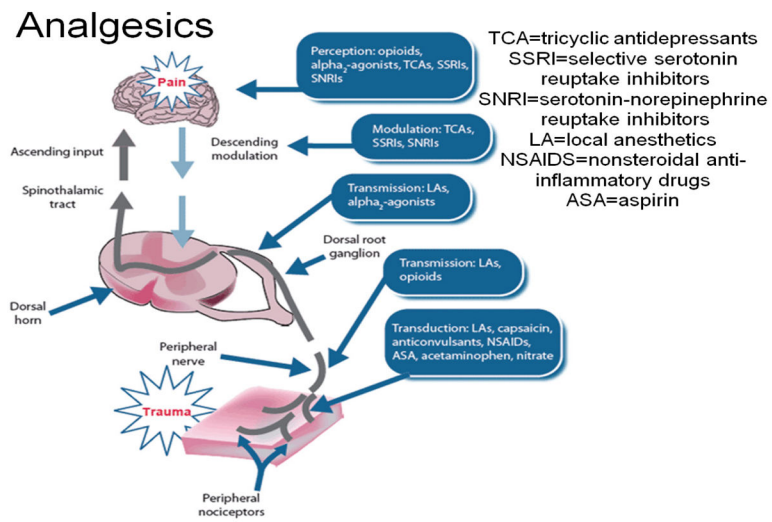 Analgesics
Pain
Perception: opioids,
alpha₂-agonists, TCAs, SSRIs,
SNRIs
TCA=tricyclic antidepressants
SSRI=selective serotonin
reuptake inhibitors
SNRI=serotonin-norepinephrine
reuptake inhibitors
LA=local anesthetics
NSAIDS=nonsteroidal anti-
inflammatory drugs
ASA=aspirin
Ascending input
Descending
modulation
Modulation: TCAs,
SSRIs, SNRIs
Spinothalamic
tract
Transmission: LAs,
alpha₂-agonists
Dorsal root
ganglion
Dorsal
horn
Transmission: LAs,
opioids
Peripheral
nerve
Transduction: LAs, capsaicin,
anticonvulsants, NSAIDs,
ASA, acetaminophen, nitrate
Trauma
Peripheral
nociceptors